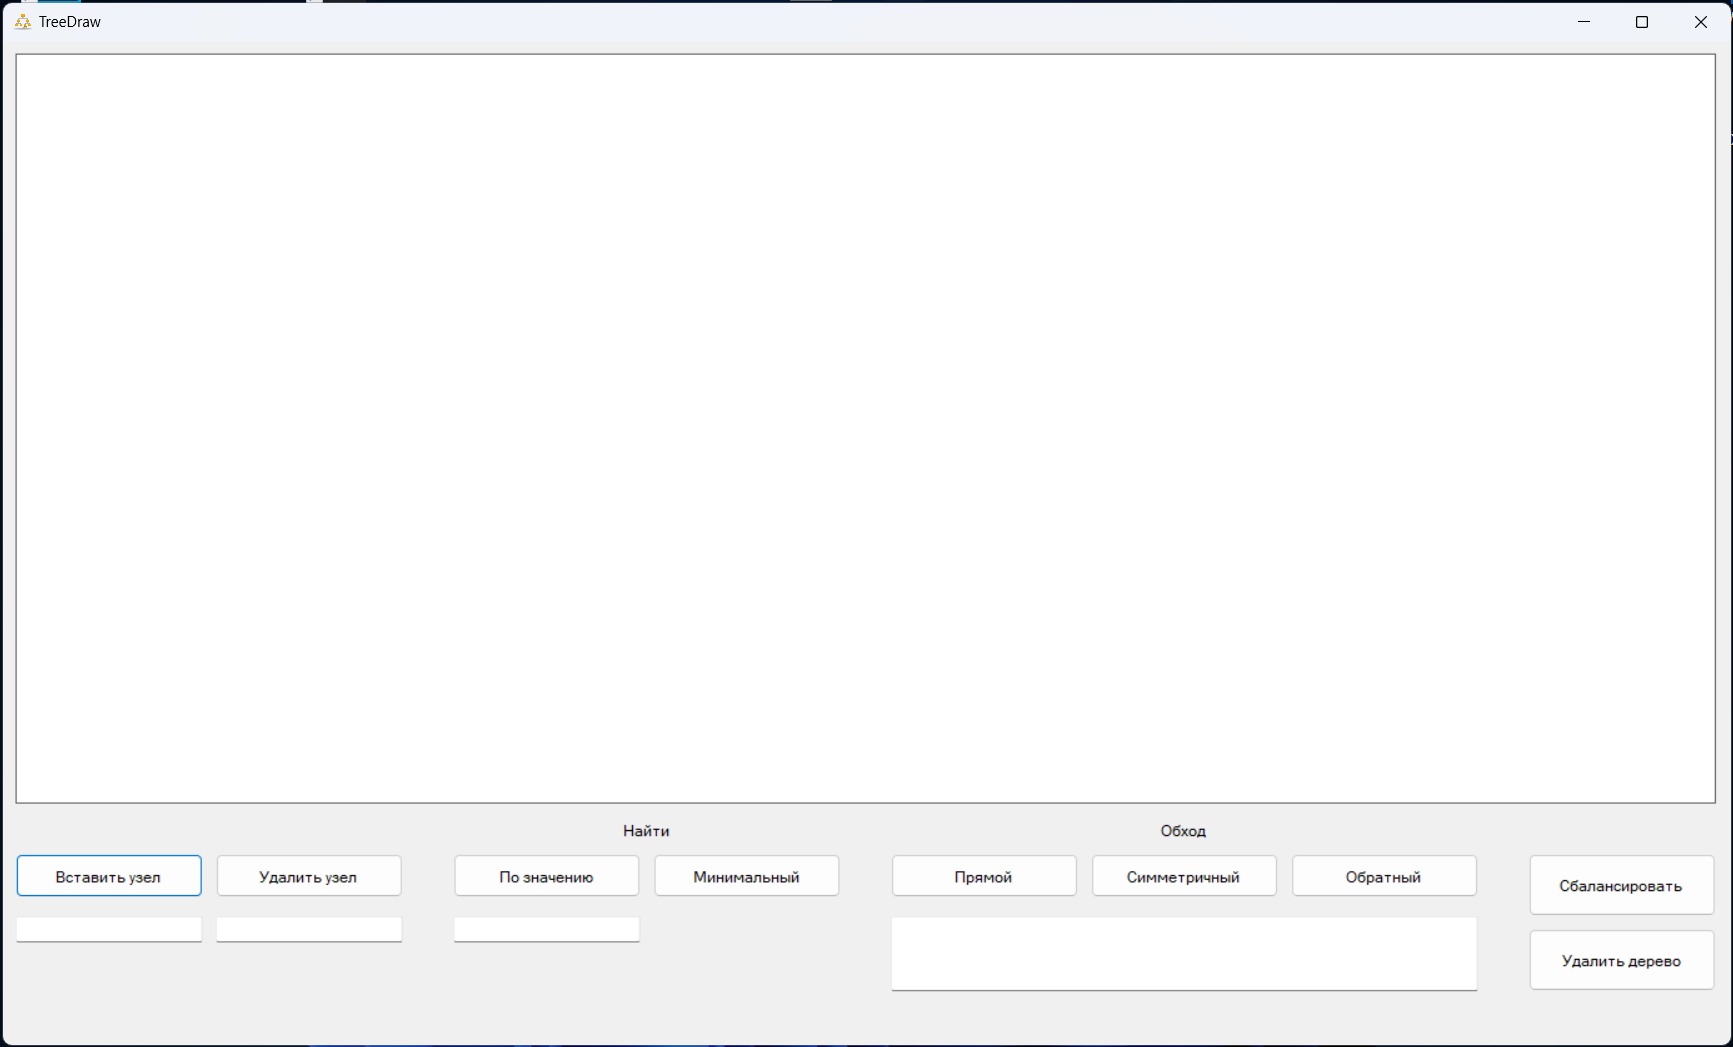 TreeDraw
Найти
Обход
Вставить узел
Удалить узел
По значению
Минимальный
Прямой
Симметричный
Обратный
Сбалансировать
Удалить дерево